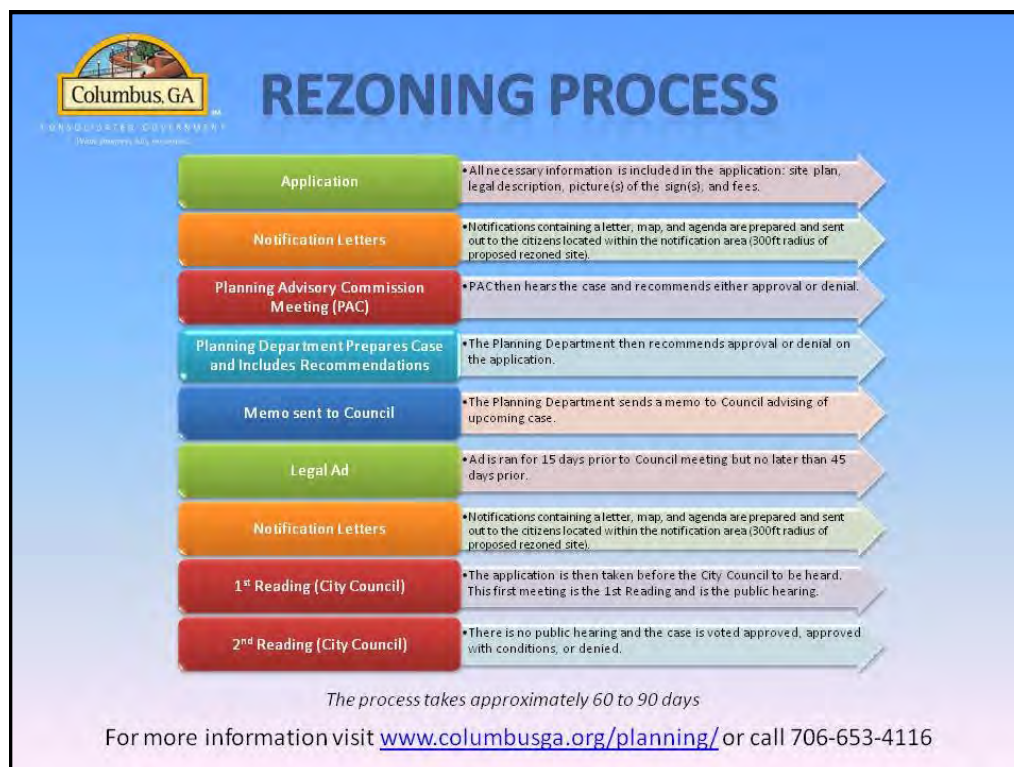 Columbus, GA
CONSOLIDATED GOVERNMENT
REZONING PROCESS
Application
•All necessary information is included in the application: site plan,
legal description, picture(s) of the sign(s), and fees.
Notification Letters
•Notifications containing a letter, map, and agenda are prepared and sent
out to the citizens located within the notification area (300ft radius of
proposed rezoned site).
Planning Advisory Commission
Meeting (PAC)
•PAC then hears the case and recommends either approval or denial.
Planning Department Prepares Case
and Includes Recommendations
•The Planning Department then recommends approval or denial on
the application.
Memo sent to Council
•The Planning Department sends a memo to Council advising of
upcoming case.
Legal Ad
•Ad is ran for 15 days prior to Council meeting but no later than 45
days prior.
Notification Letters
•Notifications containing a letter, map, and agenda are prepared and sent
out to the citizens located within the notification area (300ft radius of
proposed rezoned site).
1st Reading (City Council)
•The application is then taken before the City Council to be heard.
This first meeting is the 1st Reading and is the public hearing.
2nd Reading (City Council)
•There is no public hearing and the case is voted approved, approved
with conditions, or denied.
The process takes approximately 60 to 90 days
For more information visit www.columbusga.org/planning/ or call 706-653-4116